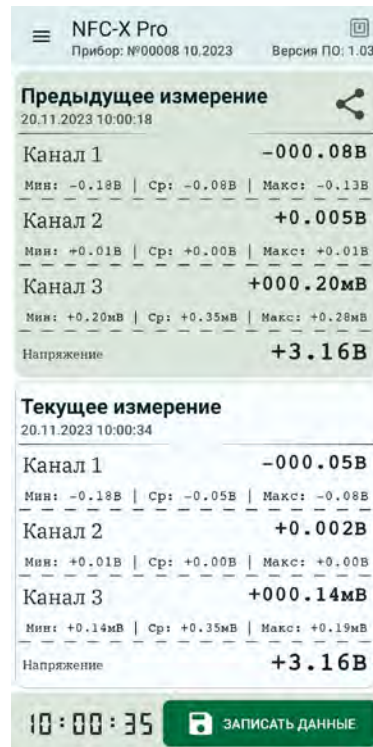 NFC-X Pro
Прибор: №00008 10.2023 Версия ПО: 1.03
Предыдущее измерение
20.11.2023 10:00:18
Канал 1 -000.08В
Мин: -0.18В | Ср: -0.08В | Макс: -0.13В
Канал 2 +0.005В
Мин: +0.01В | Ср: +0.00В | Макс: +0.01В
Канал 3 +000.20мВ
Мин: +0.20мВ | Ср: +0.35мВ | Макс: +0.28мВ
Напряжение +3.16В
Текущее измерение
20.11.2023 10:00:34
Канал 1 -000.05В
Мин: -0.18В | Ср: -0.05В | Макс: -0.08В
Канал 2 +0.002В
Мин: +0.01В | Ср: +0.00В | Макс: +0.00В
Канал 3 +000.14мВ
Мин: +0.14мВ | Ср: +0.35мВ | Макс: +0.19мВ
Напряжение +3.16В
10:00:35 ЗАПИСАТЬ ДАННЫЕ